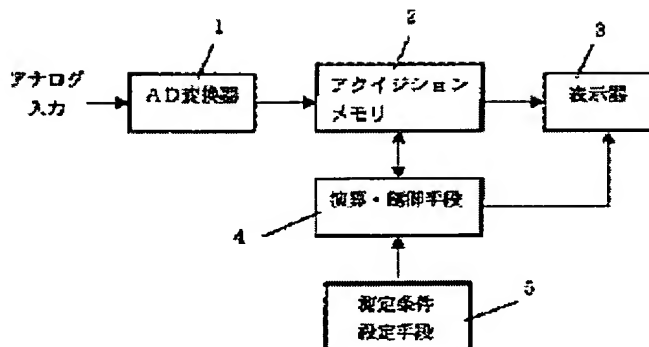 1
2
3
アナログ
入力
AD変換器
アクイジション
メモリ
表示器
4
演算・制御手段
5
測定条件
設定手段